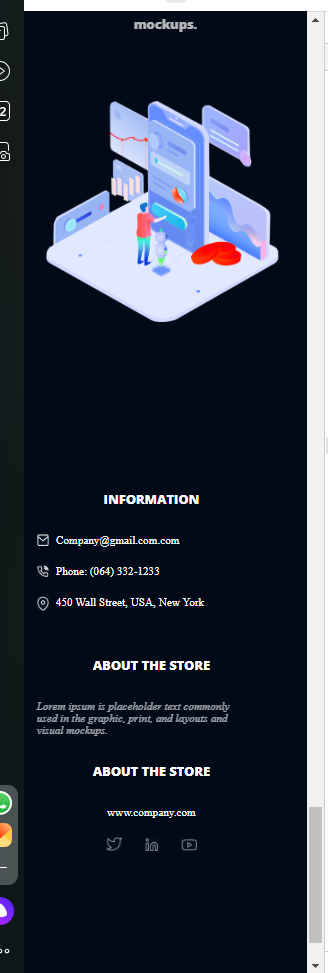 mockups.
2
INFORMATION
Company@gmail.com.com
Phone: (064) 332-1233
450 Wall Street, USA, New York
ABOUT THE STORE
Lorem ipsum is placeholder text commonly
used in the graphic, print, and layouts and
visual mockups.
ABOUT THE STORE
www.company.com